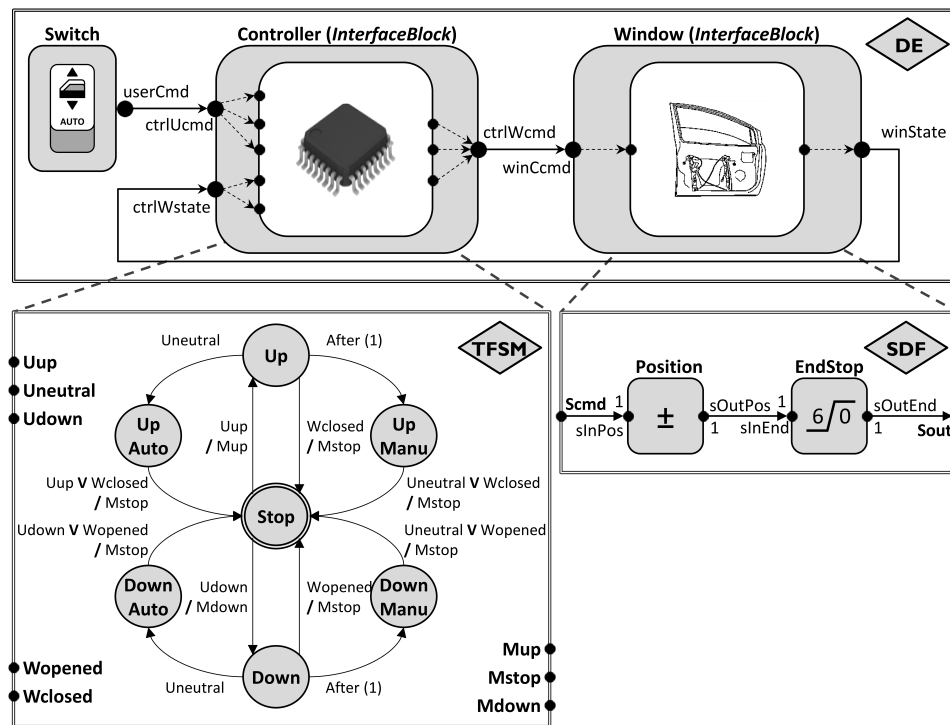 Switch
Controller (InterfaceBlock)
Window (InterfaceBlock)
DE
AUTO
userCmd
ctrlUcmd
ctrlWstate
ctrlWcmd
winCcmd
winState
TFSM
Uup
Uneutral
Udown
Wopened
Wclosed
Mup
Mstop
Mdown
Uneutral
Up
After (1)
Up
Auto
Uup
/ Mup
Wclosed
/ Mstop
Up
Manu
Uup V Wclosed
/ Mstop
Uneutral V Wclosed
/ Mstop
Stop
Udown V Wopened
/ Mstop
Uneutral V Wopened
/ Mstop
Down
Auto
Udown
/ Mdown
Wopened
/ Mstop
Down
Manu
Uneutral
Down
After (1)
SDF
Position
EndStop
Scmd
1
sInPos
±
sOutPos
1
1
sInEnd
6 0
sOutEnd
1
Sout